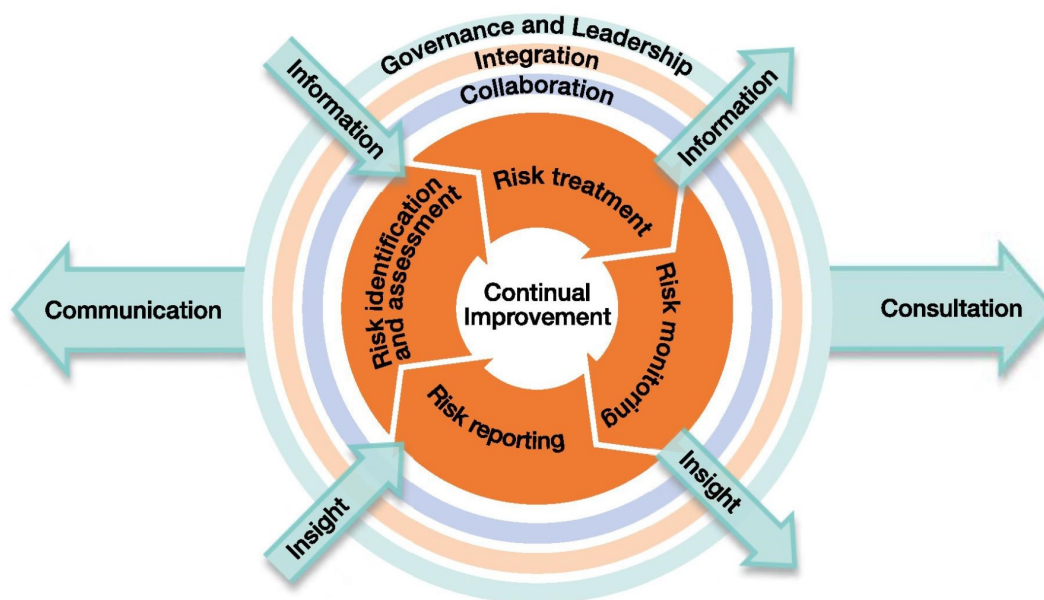 Governance and Leadership
Integration
Collaboration
Information
Information
Risk identification
and assessment
Risk treatment
Communication
Continual
Improvement
Risk monitoring
Consultation
Risk reporting
Insight
Insight